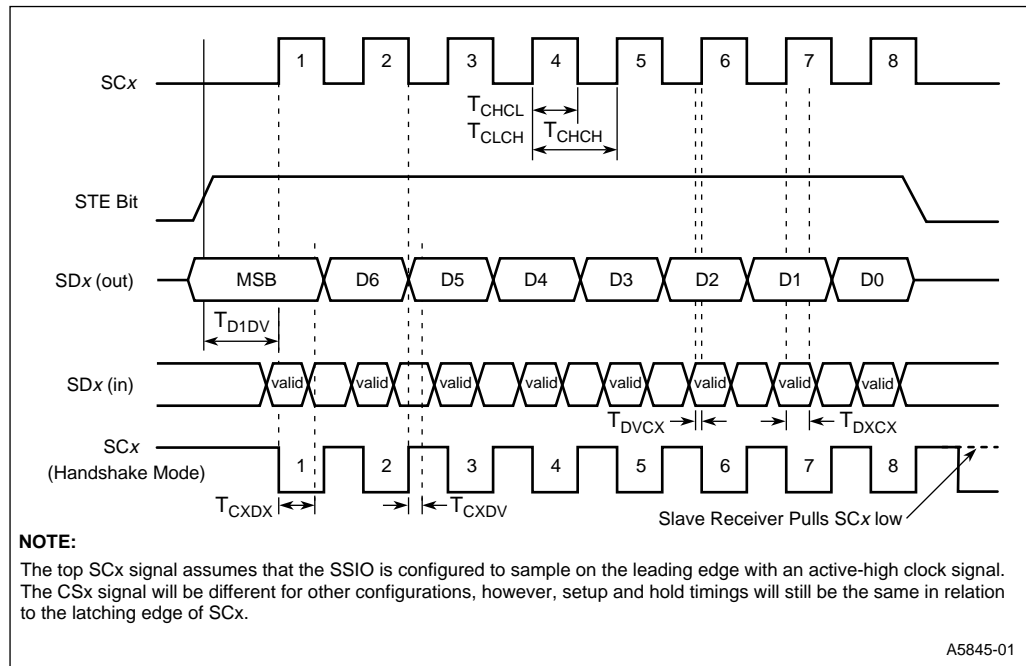 1 2 3 4 5 6 7 8
SCx
TCHCL
TCLCH TCHCH
STE Bit
SDx (out) MSB D6 D5 D4 D3 D2 D1 D0
TD1DV
SDx (in) valid valid valid valid valid valid valid valid
TDVCX TDXCX
SCx
(Handshake Mode)
1 2 3 4 5 6 7 8
TCXDX TCXDV
Slave Receiver Pulls SCx low
NOTE:
The top SCx signal assumes that the SSIO is configured to sample on the leading edge with an active-high clock signal.
The CSx signal will be different for other configurations, however, setup and hold timings will still be the same in relation
to the latching edge of SCx.
A5845-01